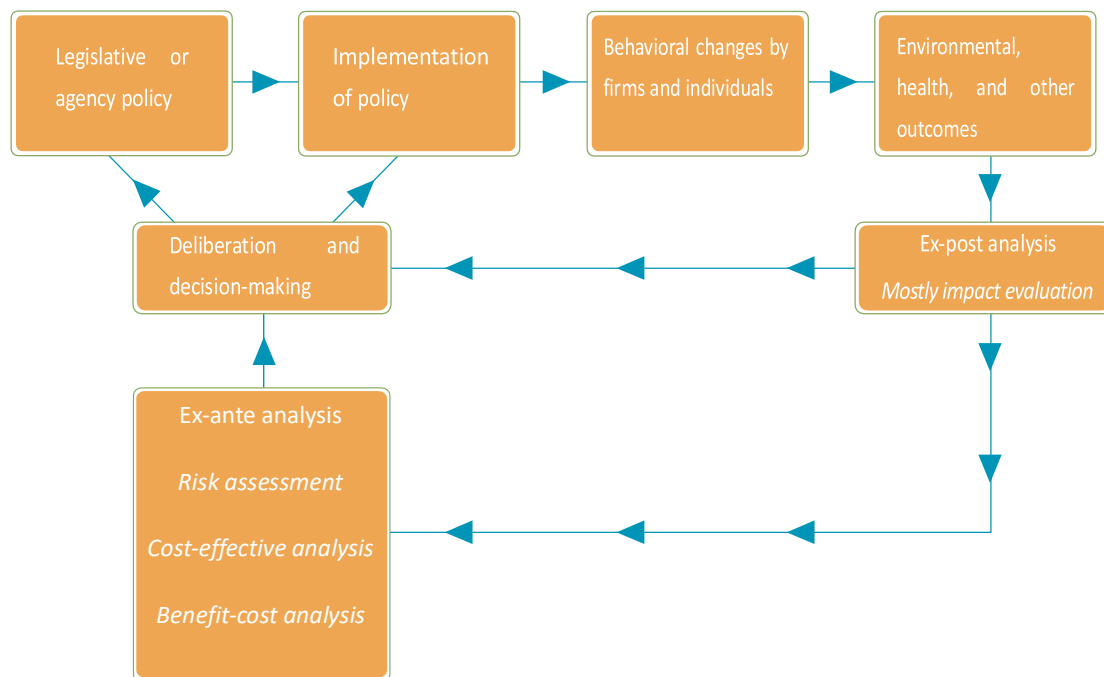 Legislative or
agency policy
Implementation
of policy
Behavioral changes by
firms and individuals
Environmental,
health, and other
outcomes
Deliberation and
decision-making
Ex-post analysis
Mostly impact evaluation
Ex-ante analysis
Risk assessment
Cost-effective analysis
Benefit-cost analysis